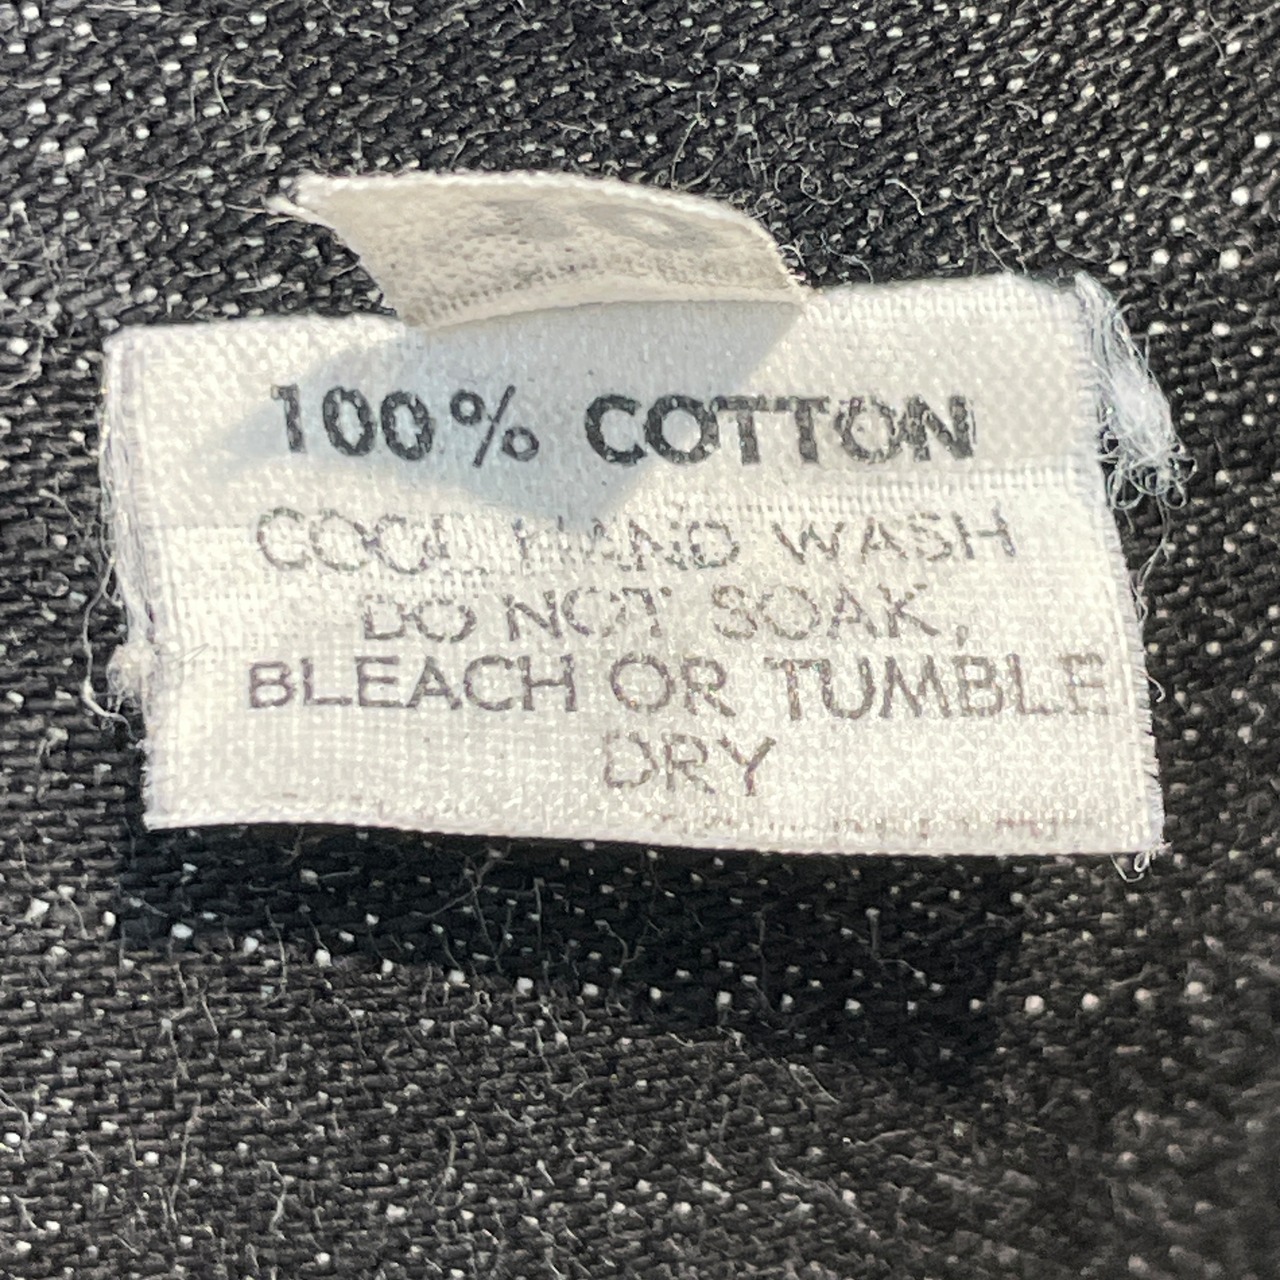 100% COTTON
COOL HAND WASH
DO NOT SOAK,
BLEACH OR TUMBLE
DRY